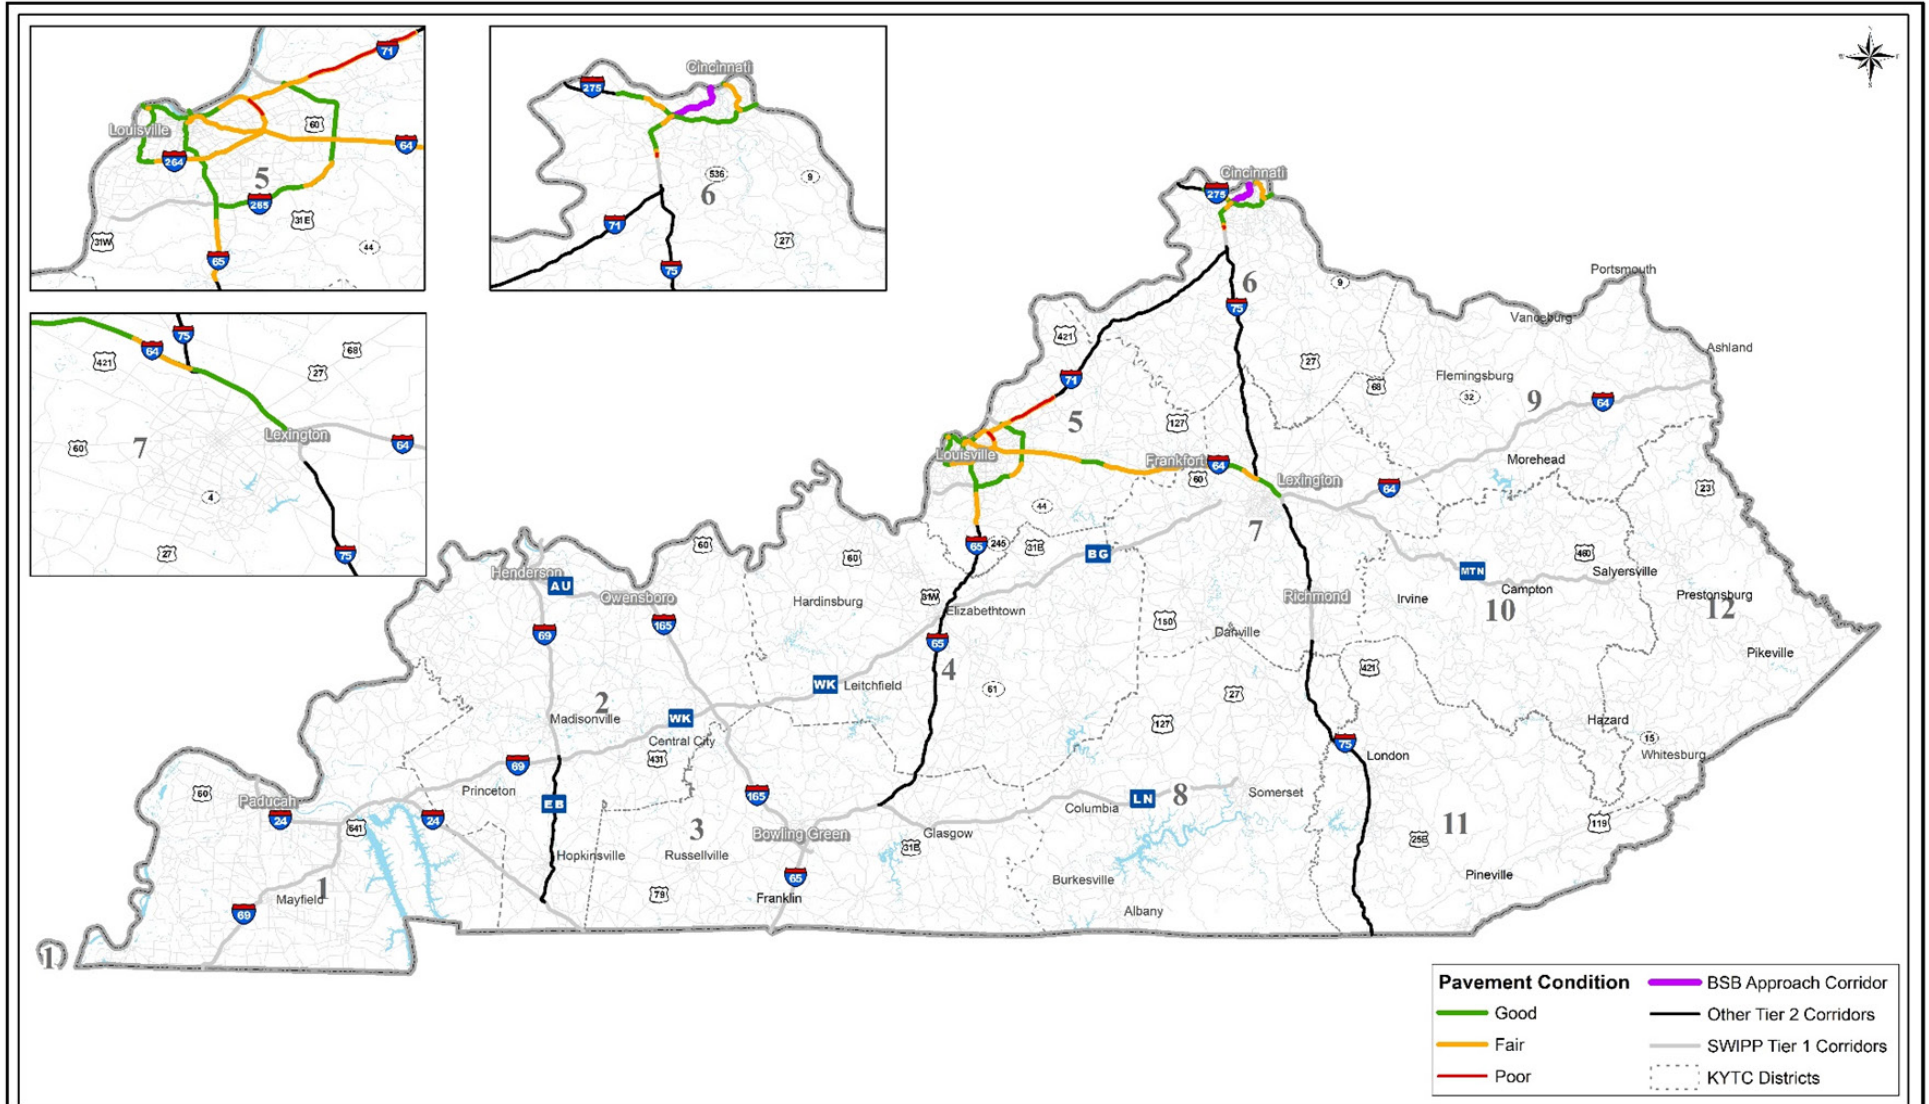 71
Louisville
60
64
264
5
265
31E
31W
44
65
Cincinnati
275
536
9
6
71
27
75
75
64
421
68
27
7
Lexington
60
64
4
27
75
Cincinnati
275
6
9
75
Portsmouth
Vanceburg
421
Ashland
27
71
68
Flemingsburg
32
9
64
5
127
Louisville
Frankfort
64
60
Lexington
Morehead
64
23
44
7
65
245
31E
BG
60
60
460
Henderson
AU
MTN
Salyersville
Owensboro
Hardinsburg
31W
Elizabethtown
Richmond
Irvine
Campton
10
Prestonsburg
12
165
69
150
Danville
65
4
Pikeville
421
WK
Leitchfield
61
27
2
Madisonville
WK
127
Hazard
Central City
15
75
Whitesburg
431
London
69
Princeton
165
60
Paducah
EB
Columbia
LN
8
Somerset
24
641
24
3
Bowling Green
Glasgow
11
119
31E
25E
Hopkinsville
Russellville
65
Burkesville
Pineville
1
Mayfield
79
Franklin
69
Albany
1
Pavement Condition
Good
Fair
Poor
BSB Approach Corridor
Other Tier 2 Corridors
SWIPP Tier 1 Corridors
KYTC Districts